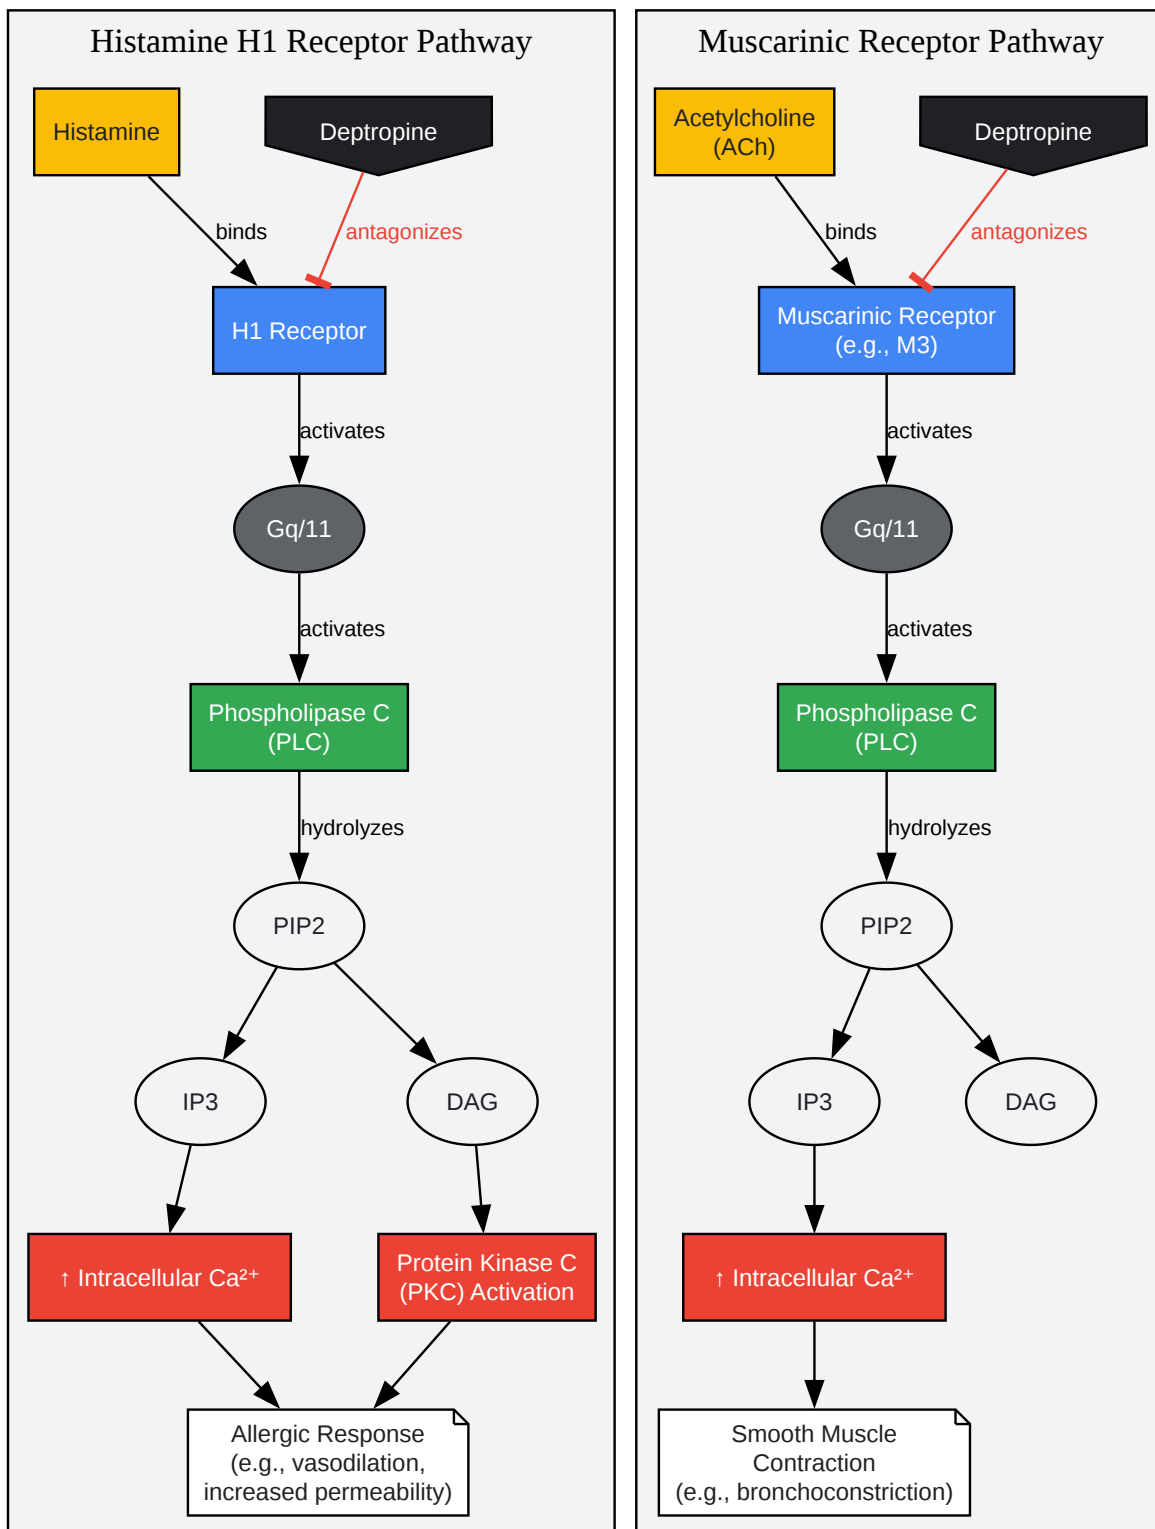 Histamine H1 Receptor Pathway
Histamine
Deptropine
binds
antagonizes
H1 Receptor
activates
Gq/11
activates
Phospholipase C
(PLC)
hydrolyzes
PIP2
IP3
DAG
↑ Intracellular Ca²⁺
Protein Kinase C
(PKC) Activation
Allergic Response
(e.g., vasodilation,
increased permeability)
Muscarinic Receptor Pathway
Acetylcholine
(ACh)
Deptropine
binds
antagonizes
Muscarinic Receptor
(e.g., M3)
activates
Gq/11
activates
Phospholipase C
(PLC)
hydrolyzes
PIP2
IP3
DAG
↑ Intracellular Ca²⁺
Smooth Muscle
Contraction
(e.g., bronchoconstriction)